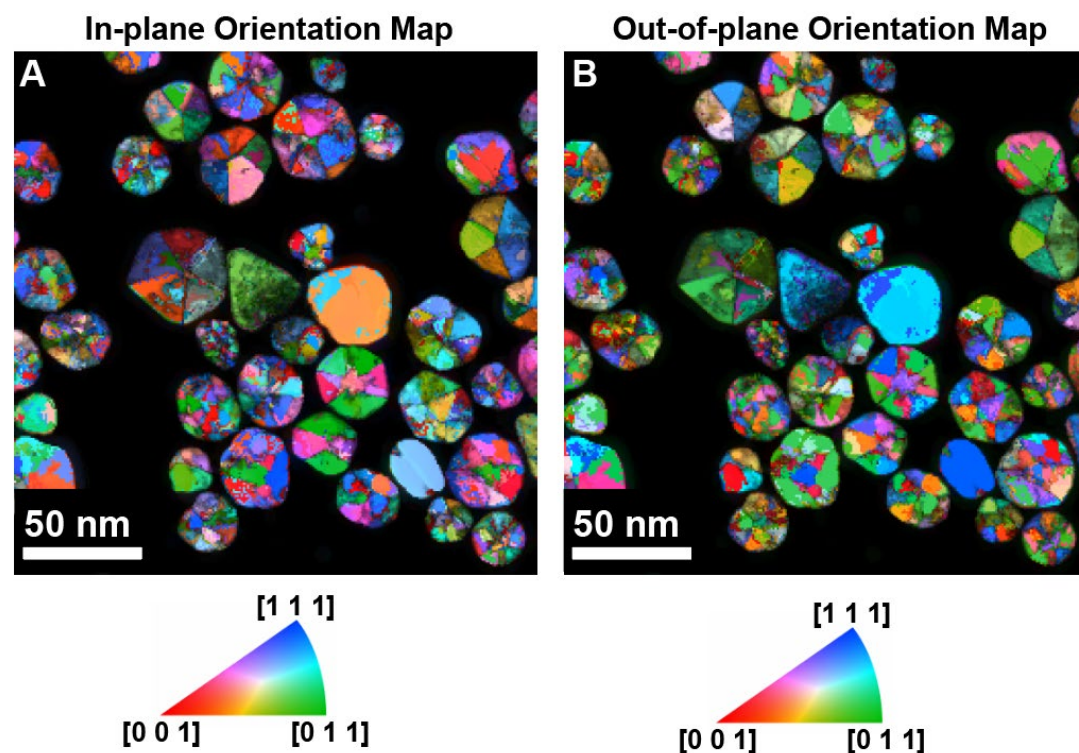 In-plane Orientation Map
Out-of-plane Orientation Map
A
B
50 nm
50 nm
[1 1 1]
[0 0 1]
[0 1 1]
[1 1 1]
[0 0 1]
[0 1 1]